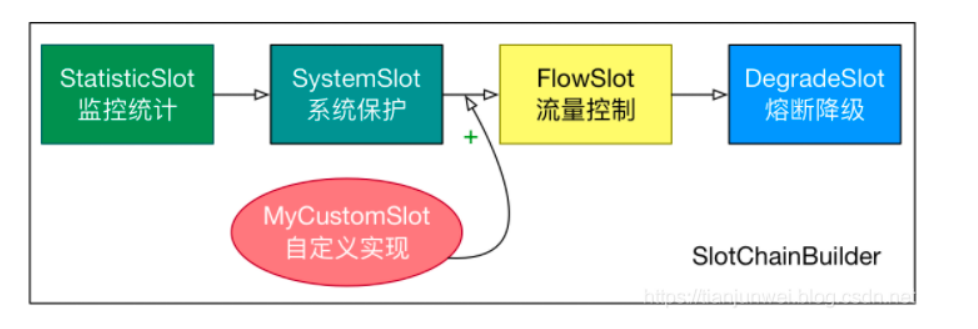 StatisticSlot
监控统计
SystemSlot
系统保护
FlowSlot
流量控制
DegradeSlot
熔断降级
+
MyCustomSlot
自定义实现
SlotChainBuilder
https://tianjunwei.blog.csdn.net